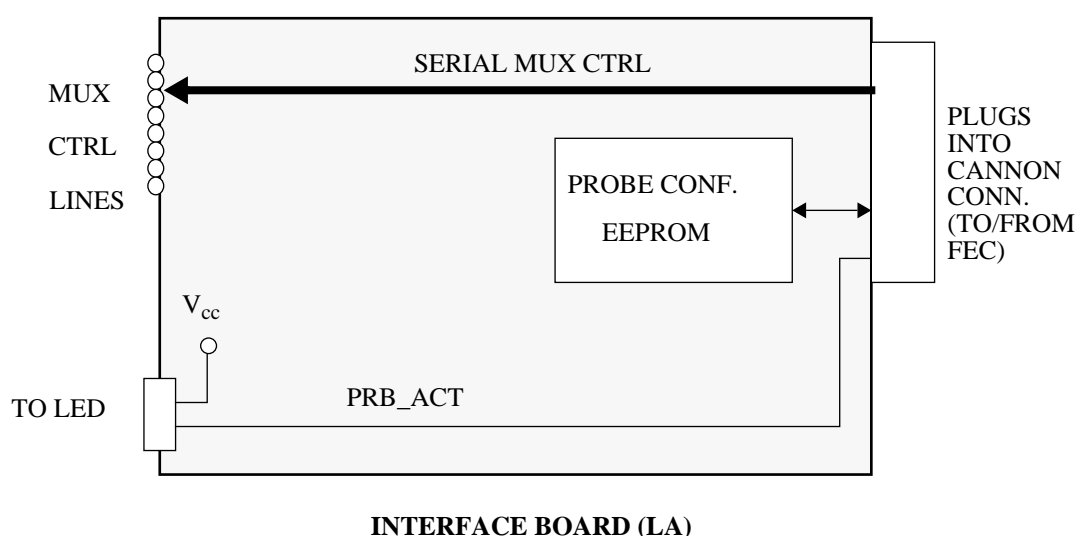 SERIAL MUX CTRL
MUX
CTRL
LINES
PROBE CONF.
EEPROM
PLUGS
INTO
CANNON
CONN.
(TO/FROM
FEC)
Vcc
TO LED
PRB_ACT
INTERFACE BOARD (LA)